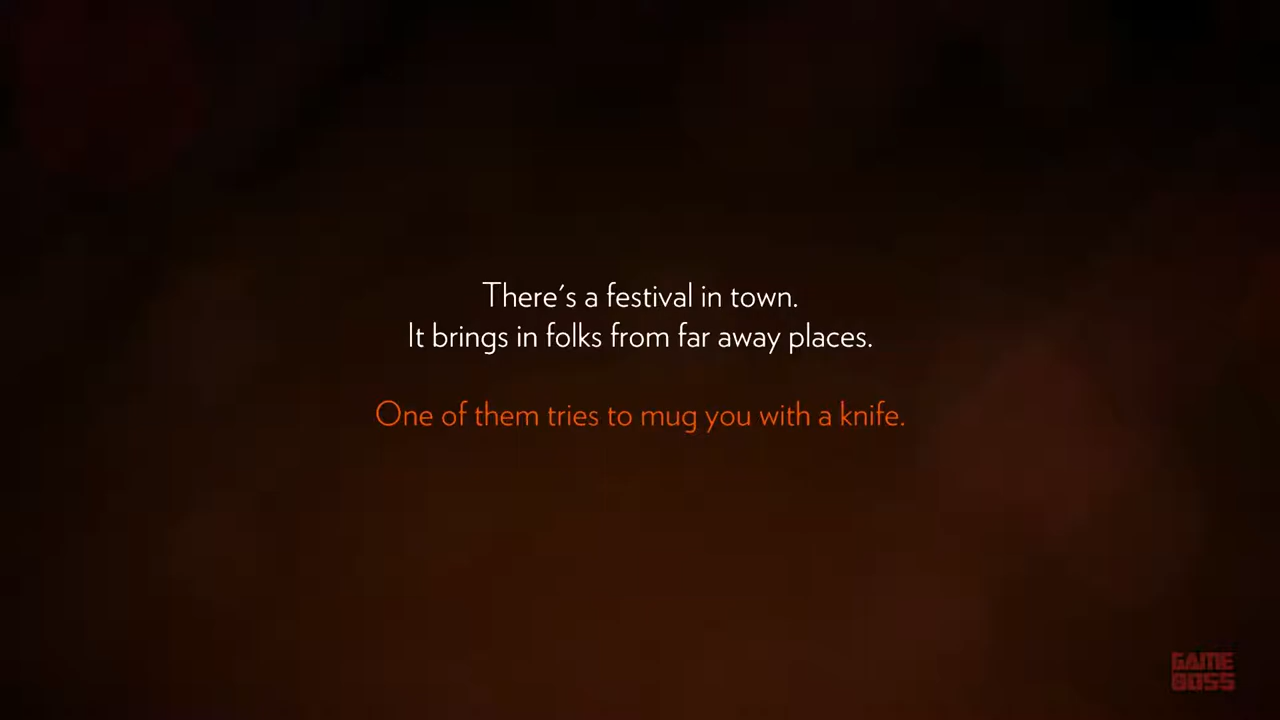 There's a festival in town.
It brings in folks from far away places.
One of them tries to mug you with a knife.
GAME
BOSS